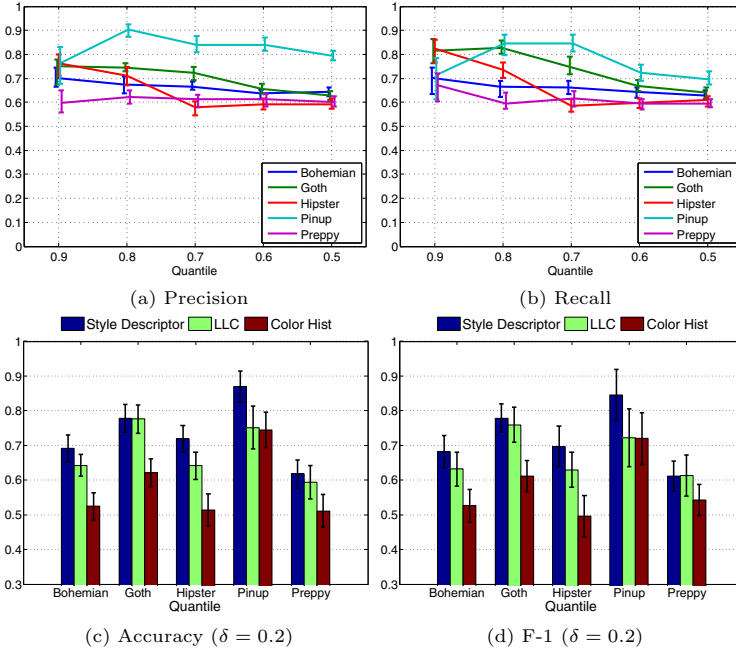 1
0.9
0.8
0.7
0.6
0.5
0.4
0.3
0.2
0.1
0
0.9 0.8 0.7 0.6 0.5
Quantile
Bohemian
Goth
Hipster
Pinup
Preppy
(a) Precision
1
0.9
0.8
0.7
0.6
0.5
0.4
0.3
0.2
0.1
0
0.9 0.8 0.7 0.6 0.5
Quantile
Bohemian
Goth
Hipster
Pinup
Preppy
(b) Recall
Style Descriptor LLC Color Hist
1
0.9
0.8
0.7
0.6
0.5
0.4
0.3
Bohemian Goth Hipster Pinup Preppy
Quantile
(c) Accuracy (δ = 0.2)
Style Descriptor LLC Color Hist
1
0.9
0.8
0.7
0.6
0.5
0.4
0.3
Bohemian Goth Hipster Pinup Preppy
Quantile
(d) F-1 (δ = 0.2)